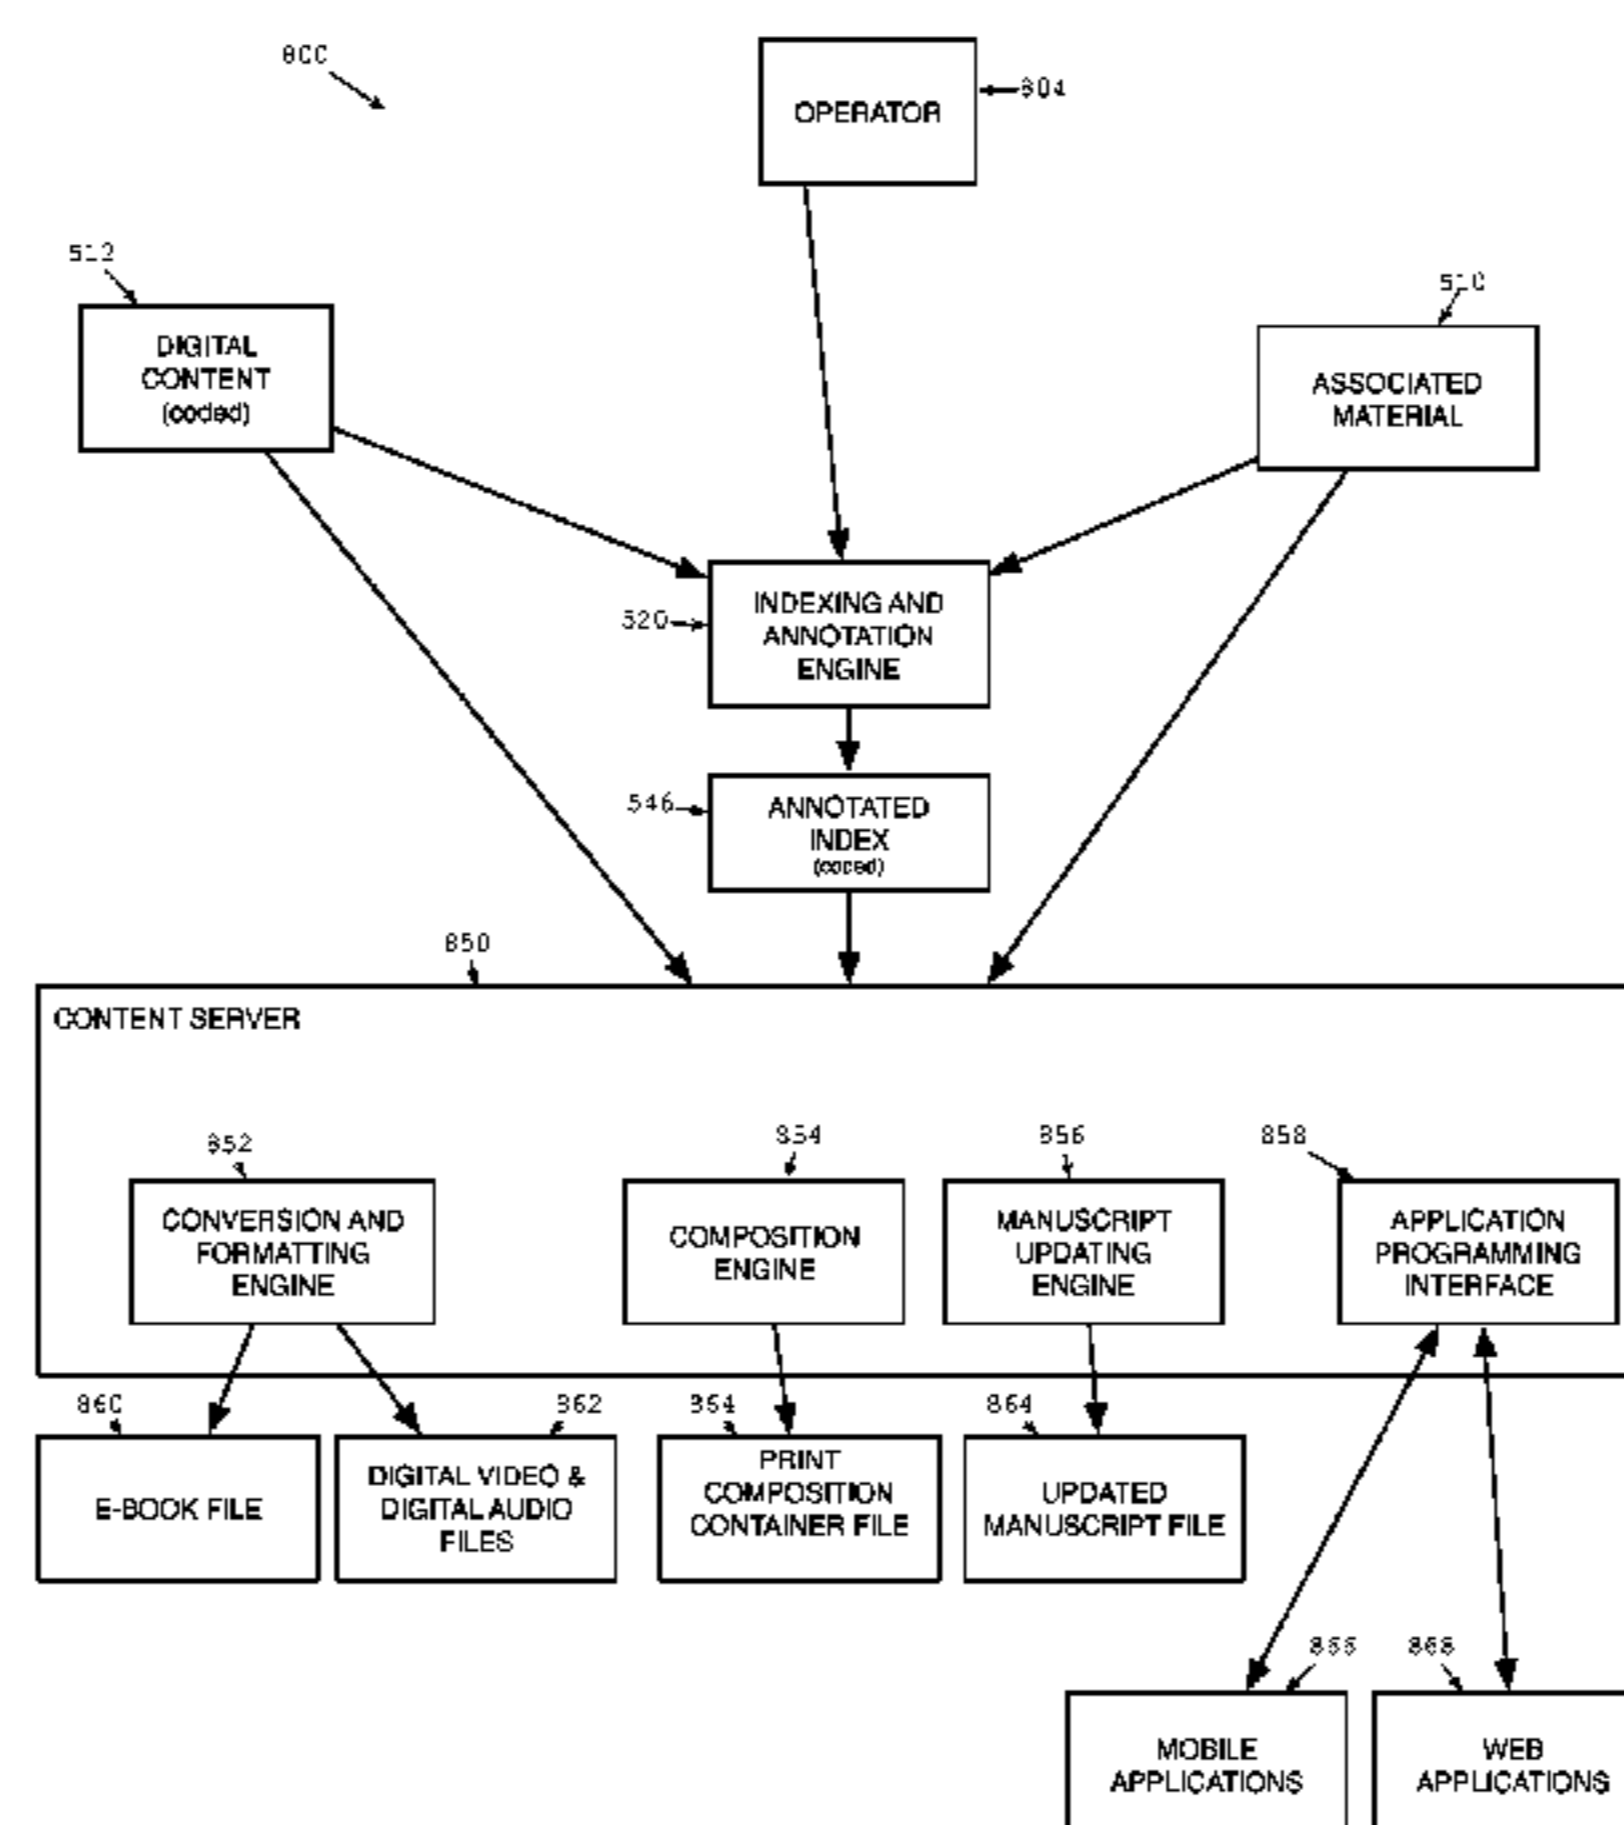 800
OPERATOR
804
512
DIGITAL
CONTENT
(coded)
510
ASSOCIATED
MATERIAL
520
INDEXING AND
ANNOTATION
ENGINE
546
ANNOTATED
INDEX
(coded)
850
CONTENT SERVER
852
CONVERSION AND
FORMATTING
ENGINE
854
COMPOSITION
ENGINE
856
MANUSCRIPT
UPDATING
ENGINE
858
APPLICATION
PROGRAMMING
INTERFACE
860
E-BOOK FILE
862
DIGITAL VIDEO &
DIGITAL AUDIO
FILES
864
PRINT
COMPOSITION
CONTAINER FILE
864
UPDATED
MANUSCRIPT FILE
MOBILE
APPLICATIONS
868
WEB
APPLICATIONS